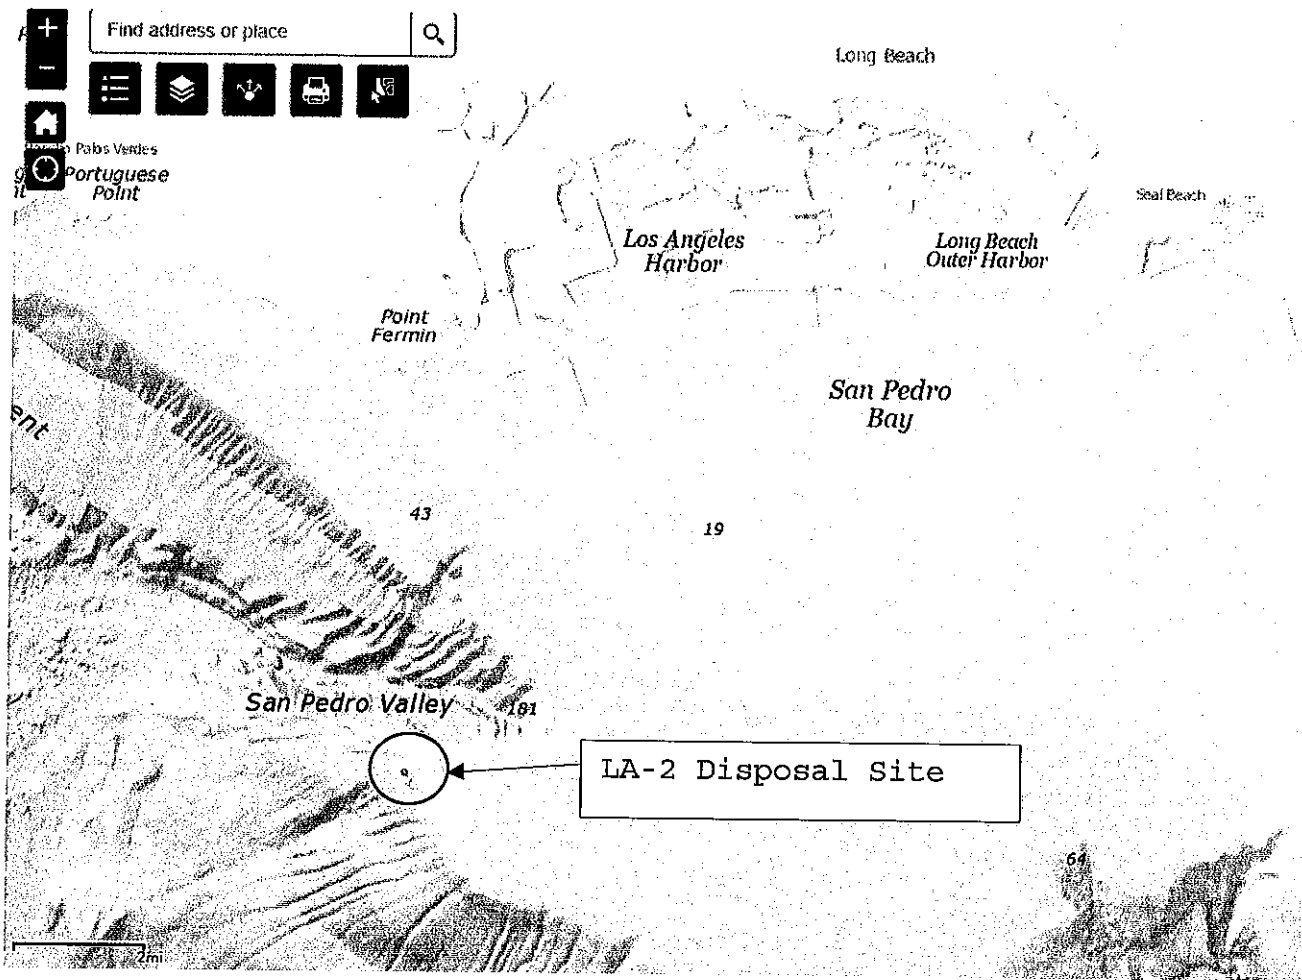 Find address or place
Long Beach
Palos Verdes
Portuguese
Point
Seal Beach
Los Angeles
Harbor
Long Beach
Outer Harbor
Point
Fermin
San Pedro
Bay
ent
43
19
San Pedro Valley
181
LA-2 Disposal Site
64
2mi